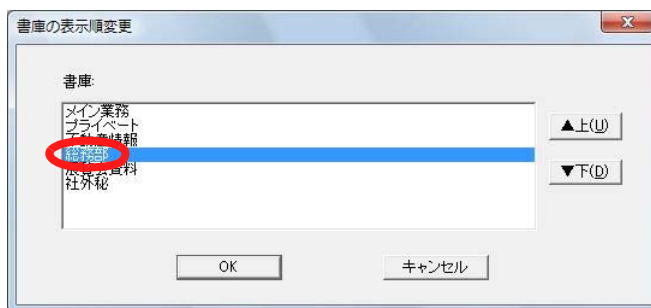 書庫の表示順変更
書庫:
メイン業務
プライベート
不動産情報
総務部
展覧会資料
社外秘
▲上(U)
▼下(D)
OK
キャンセル